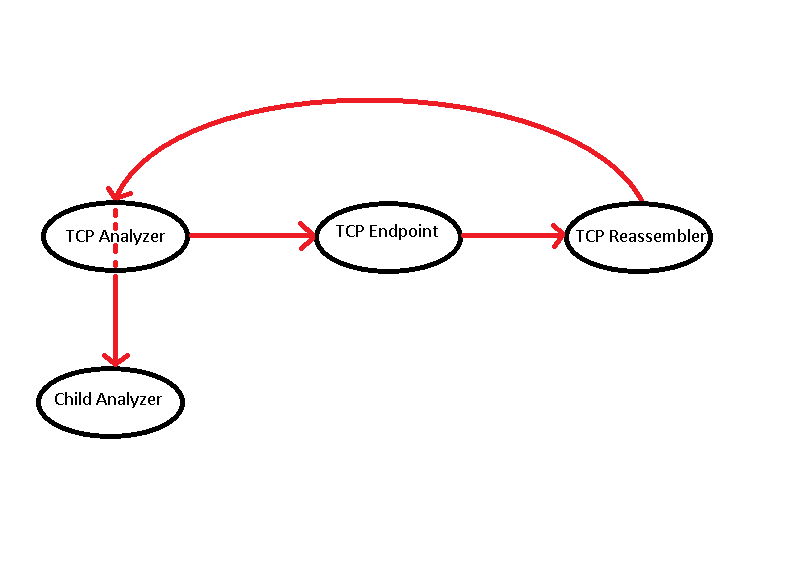 TCP Analyzer
TCP Endpoint
TCP Reassembler
Child Analyzer